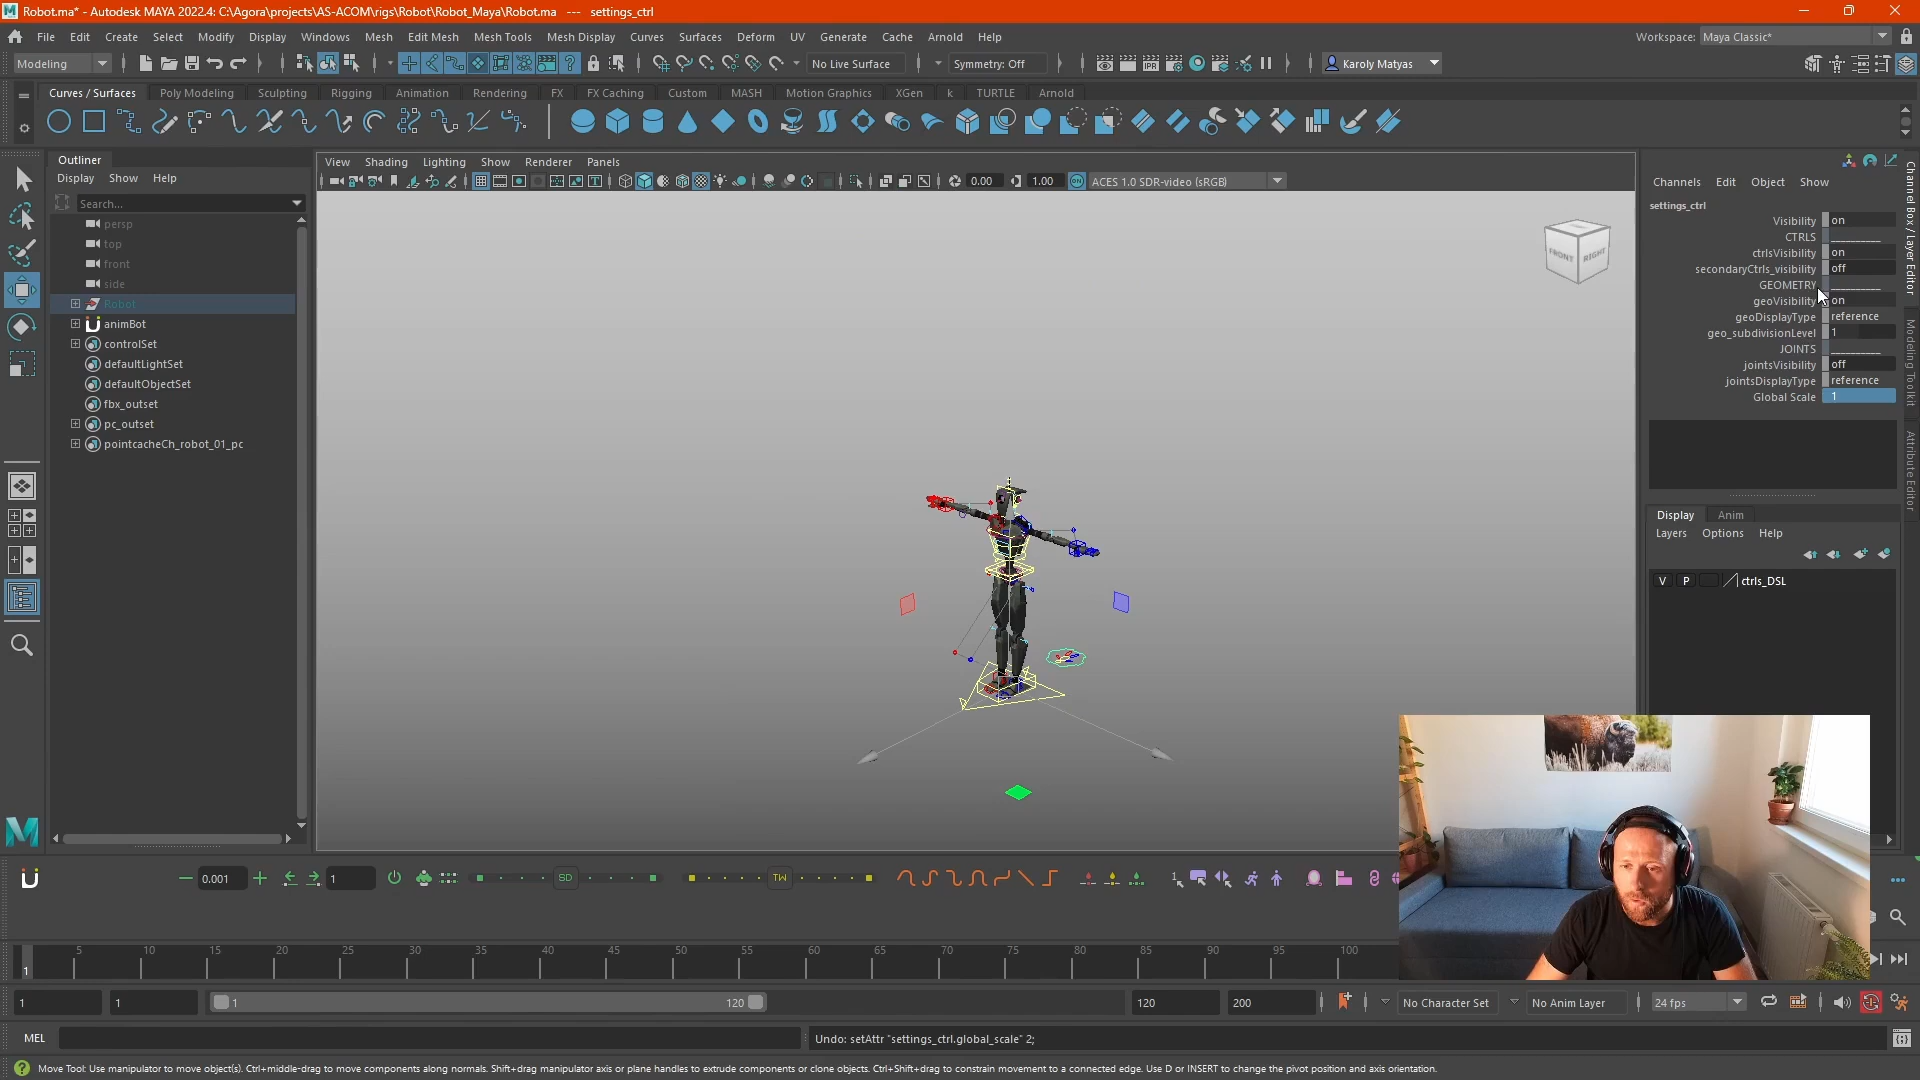 Robot.ma* - Autodesk MAYA 2022.4: C:\Agora\projects\AS-ACOM\rigs\Robot\Robot_Maya\Robot.ma --- settings_ctrl
File Edit Create Select Modify Display Windows Mesh Edit Mesh Mesh Tools Mesh Display Curves Surfaces Deform UV Generate Cache Arnold Help Workspace: Maya Classic*
Modeling No Live Surface Symmetry: Off Karoly Matyas
Curves / Surfaces Poly Modeling Sculpting Rigging Animation Rendering FX FX Caching Custom MASH Motion Graphics XGen k TURTLE Arnold
Outliner
Display Show Help
Search...
persp
top
front
side
Robot
animBot
controlSet
defaultLightSet
defaultObjectSet
fbx_outset
pc_outset
pointcacheCh_robot_01_pc
View Shading Lighting Show Renderer Panels
0.00 1.00 ACES 1.0 SDR-video (sRGB)
FRONT RIGHT
Channels Edit Object Show
settings_ctrl
Visibility on
CTRLS __________
ctrlsVisibility on
secondaryCtrls_visibility off
GEOMETRY __________
geoVisibility on
geoDisplayType reference
geo_subdivisionLevel 1
JOINTS __________
jointsVisibility off
jointsDisplayType reference
Global Scale 1
Channel Box / Layer Editor
Modeling Toolkit
Attribute Editor
Display Anim
Layers Options Help
V P ctrls_DSL
0.001 1 SD TW
5 10 15 20 25 30 35 40 45 50 55 60 65 70 75 80 85 90 95 100
1
1 1 1 120 120 200 No Character Set No Anim Layer 24 fps
MEL Undo: setAttr "settings_ctrl.global_scale" 2;
Move Tool: Use manipulator to move object(s). Ctrl+middle-drag to move components along normals. Shift+drag manipulator axis or plane handles to extrude components or clone objects. Ctrl+Shift+drag to constrain movement to a connected edge. Use D or INSERT to change the pivot position and axis orientation.